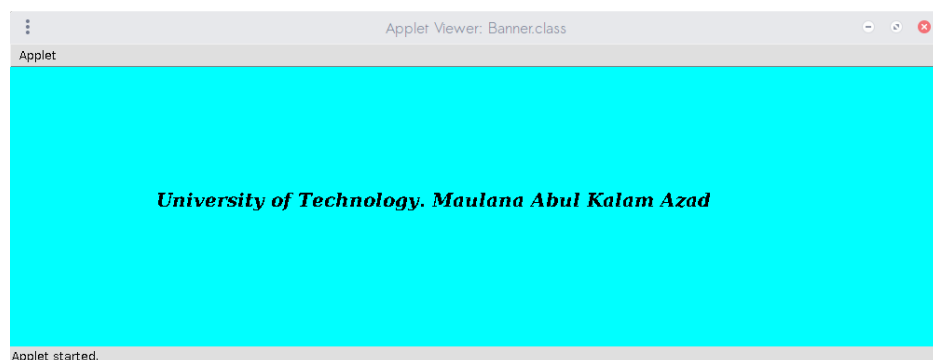 Applet Viewer: Banner.class
Applet
University of Technology. Maulana Abul Kalam Azad
Applet started.